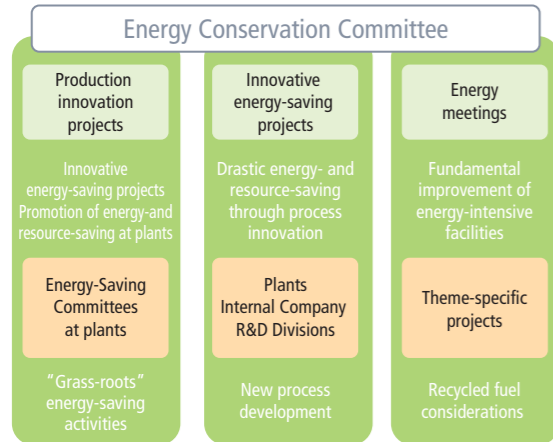 Energy Conservation Committee
Production
innovation
projects
Innovative
energy-saving projects
Promotion of energy-and
resource-saving at plants
Energy-Saving
Committees
at plants
“Grass-roots”
energy-saving
activities
Innovative
energy-saving
projects
Drastic energy- and
resource-saving
through process
innovation
Plants
Internal Company
R&D Divisions
New process
development
Energy
meetings
Fundamental
improvement of
energy-intensive
facilities
Theme-specific
projects
Recycled fuel
considerations